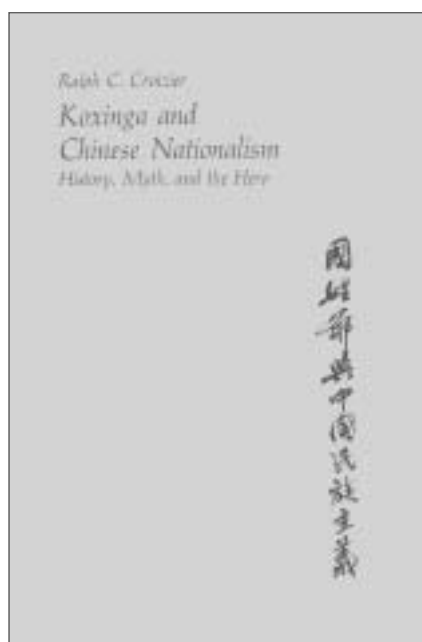 Ralph C. Croizier
Koxinga and
Chinese Nationalism
History, Myth, and the Hero
國姓爺與中国民族主義